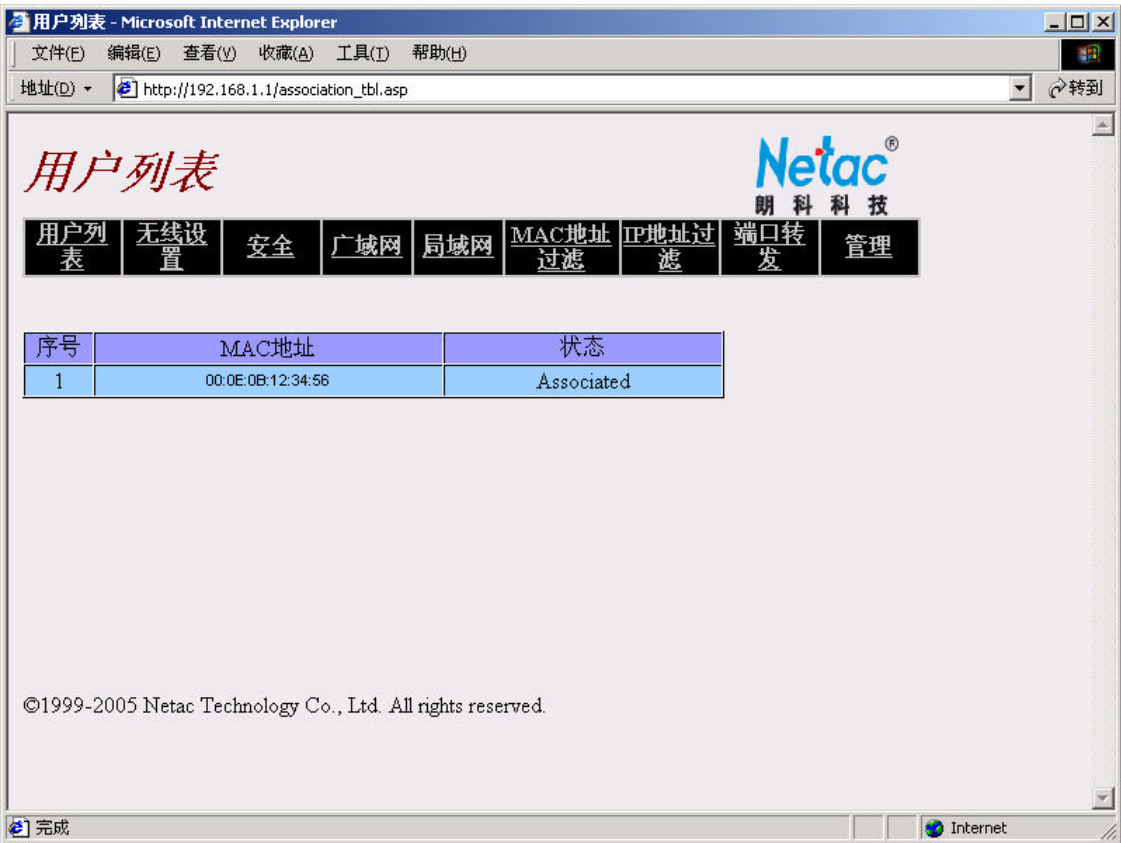 用户列表 - Microsoft Internet Explorer
文件(F) 编辑(E) 查看(V) 收藏(A) 工具(T) 帮助(H)
地址(D) http://192.168.1.1/association_tbl.asp 转到
用户列表
Netac®
朗科科技
用户列表 无线设置 安全 广域网 局域网 MAC地址过滤 IP地址过滤 端口转发 管理
序号 MAC地址 状态
1 00:0E:0B:12:34:56 Associated
©1999-2005 Netac Technology Co., Ltd. All rights reserved.
完成 Internet